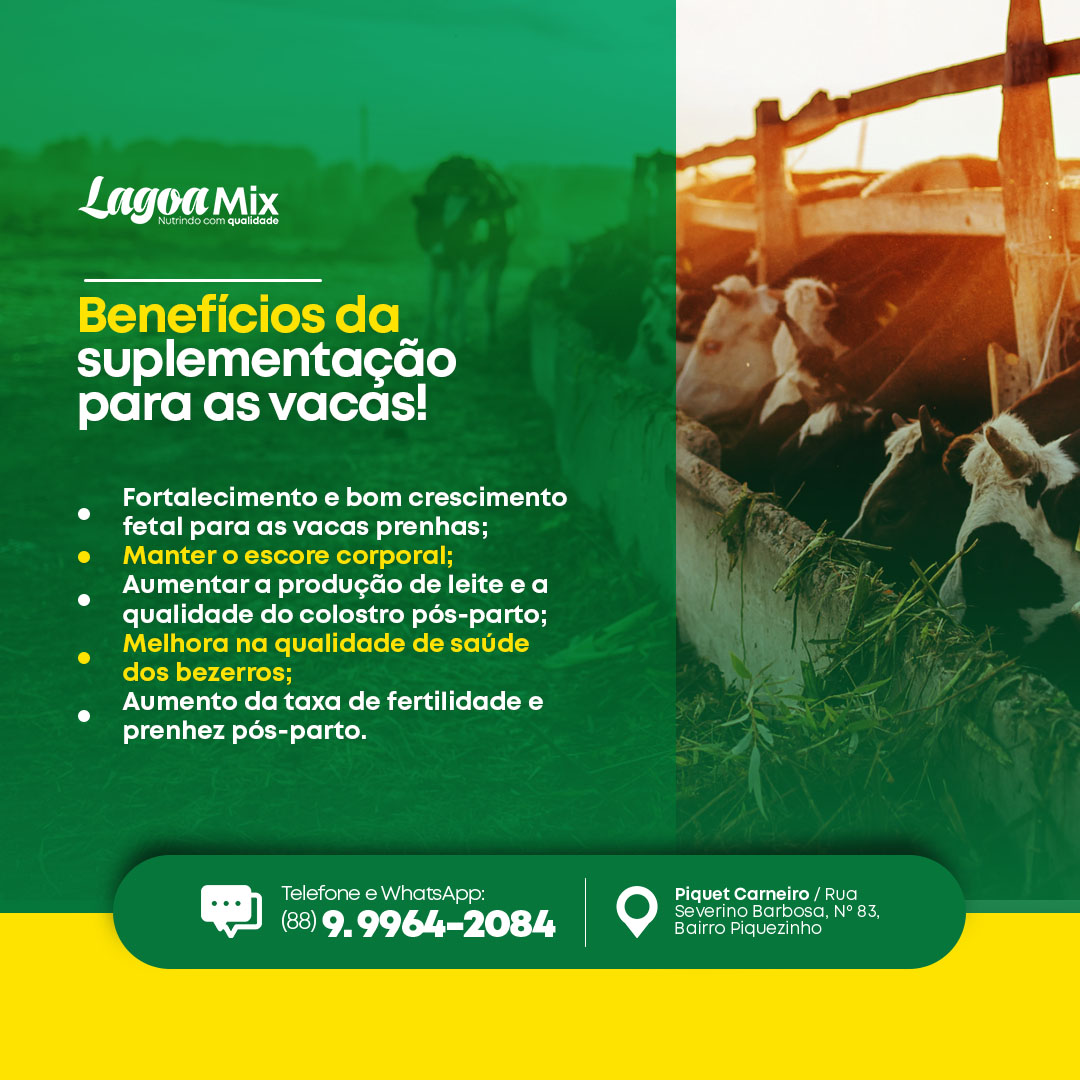 Lagoa Mix
Nutrindo com qualidade
Benefícios da
suplementação
para as vacas!
Fortalecimento e bom crescimento
fetal para as vacas prenhas;
Manter o escore corporal;
Aumentar a produção de leite e a
qualidade do colostro pós-parto;
Melhora na qualidade de saúde
dos bezerros;
Aumento da taxa de fertilidade e
prenhez pós-parto.
Telefone e WhatsApp:
(88) 9. 9964-2084
Piquet Carneiro / Rua
Severino Barbosa, Nº 83,
Bairro Piquezinho